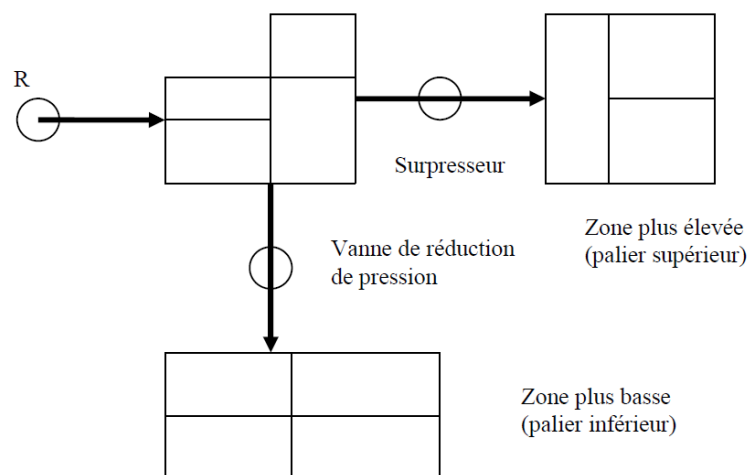 R
Surpresseur
Zone plus élevée
(palier supérieur)
Vanne de réduction
de pression
Zone plus basse
(palier inférieur)